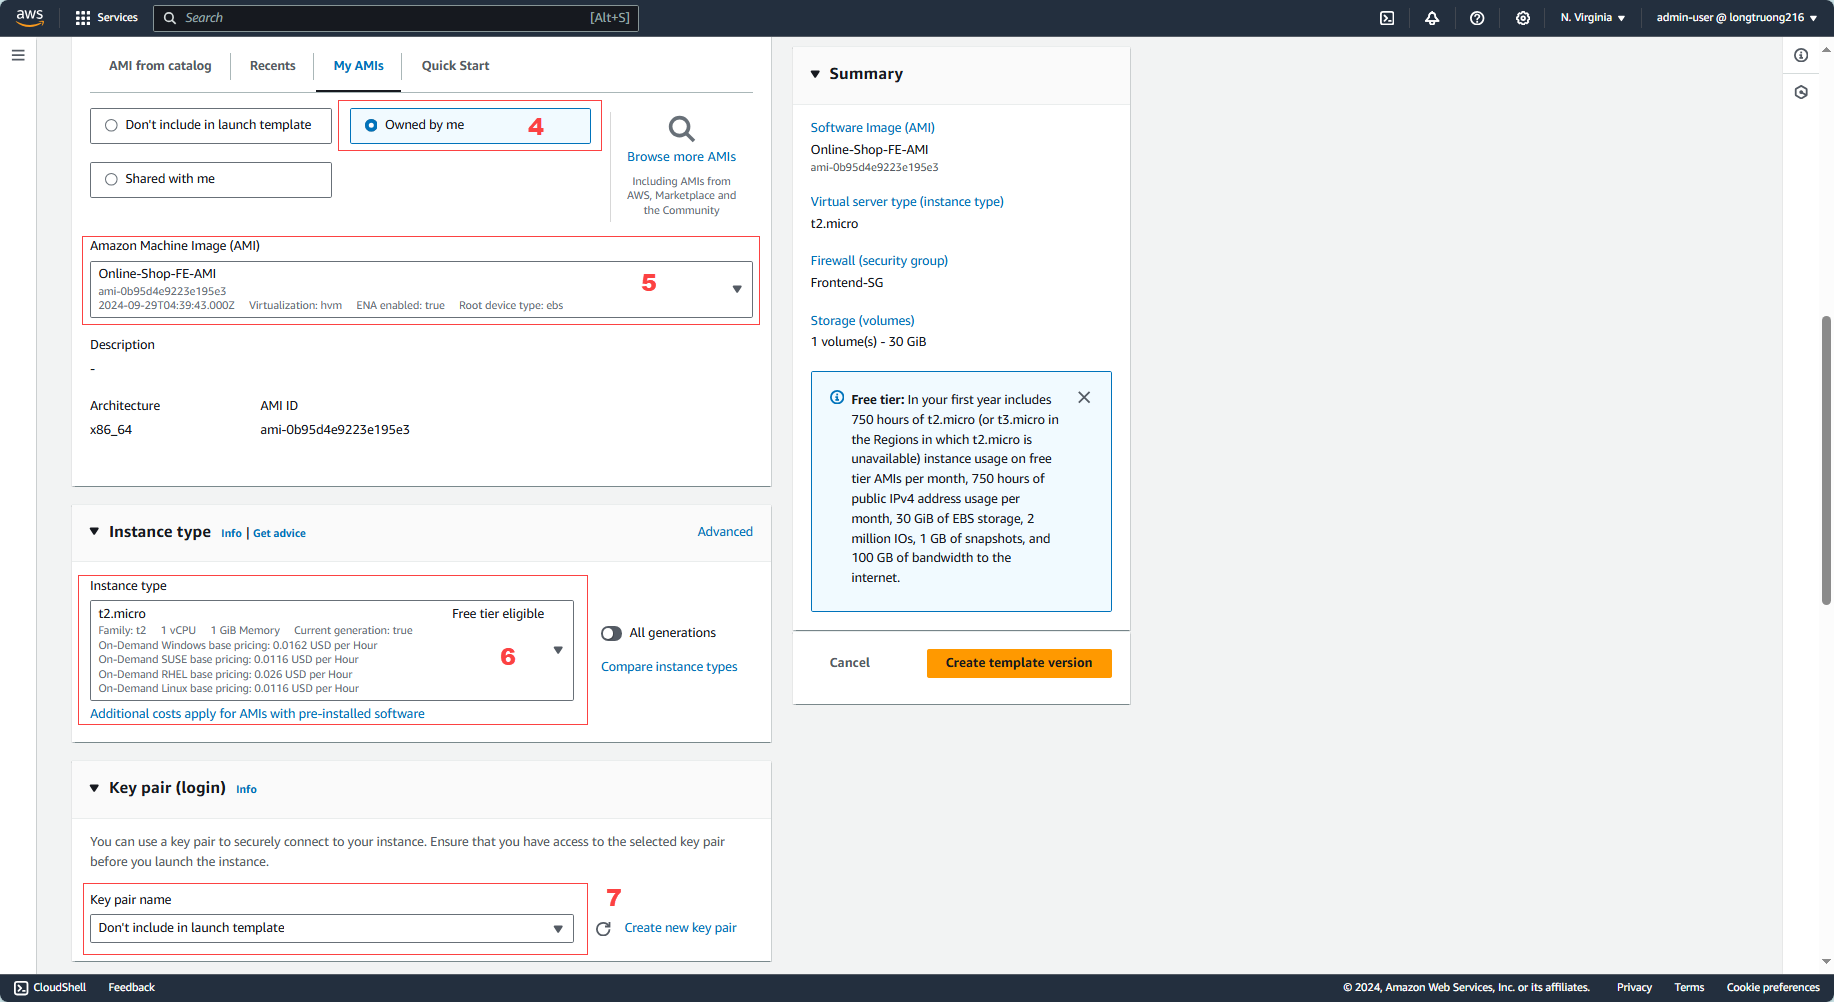 aws
Services
Search
[Alt+S]
N. Virginia
admin-user @ longtruong216
AMI from catalog
Recents
My AMIs
Quick Start
Don't include in launch template
Owned by me
4
Shared with me
Browse more AMIs
Including AMIs from
AWS, Marketplace and
the Community
Amazon Machine Image (AMI)
Online-Shop-FE-AMI
ami-0b95d4e9223e195e3
2024-09-29T04:39:43.000Z Virtualization: hvm ENA enabled: true Root device type: ebs
5
Description
-
Architecture
AMI ID
x86_64
ami-0b95d4e9223e195e3
Instance type
Info | Get advice
Advanced
Instance type
t2.micro
Free tier eligible
Family: t2 1 vCPU 1 GiB Memory Current generation: true
On-Demand Windows base pricing: 0.0162 USD per Hour
On-Demand SUSE base pricing: 0.0116 USD per Hour
On-Demand RHEL base pricing: 0.026 USD per Hour
On-Demand Linux base pricing: 0.0116 USD per Hour
6
Additional costs apply for AMIs with pre-installed software
All generations
Compare instance types
Key pair (login)
Info
You can use a key pair to securely connect to your instance. Ensure that you have access to the selected key pair
before you launch the instance.
Key pair name
Don't include in launch template
7
Create new key pair
Summary
Software Image (AMI)
Online-Shop-FE-AMI
ami-0b95d4e9223e195e3
Virtual server type (instance type)
t2.micro
Firewall (security group)
Frontend-SG
Storage (volumes)
1 volume(s) - 30 GiB
Free tier: In your first year includes
750 hours of t2.micro (or t3.micro in
the Regions in which t2.micro is
unavailable) instance usage on free
tier AMIs per month, 750 hours of
public IPv4 address usage per
month, 30 GiB of EBS storage, 2
million IOs, 1 GB of snapshots, and
100 GB of bandwidth to the
internet.
Cancel
Create template version
CloudShell
Feedback
© 2024, Amazon Web Services, Inc. or its affiliates.
Privacy
Terms
Cookie preferences